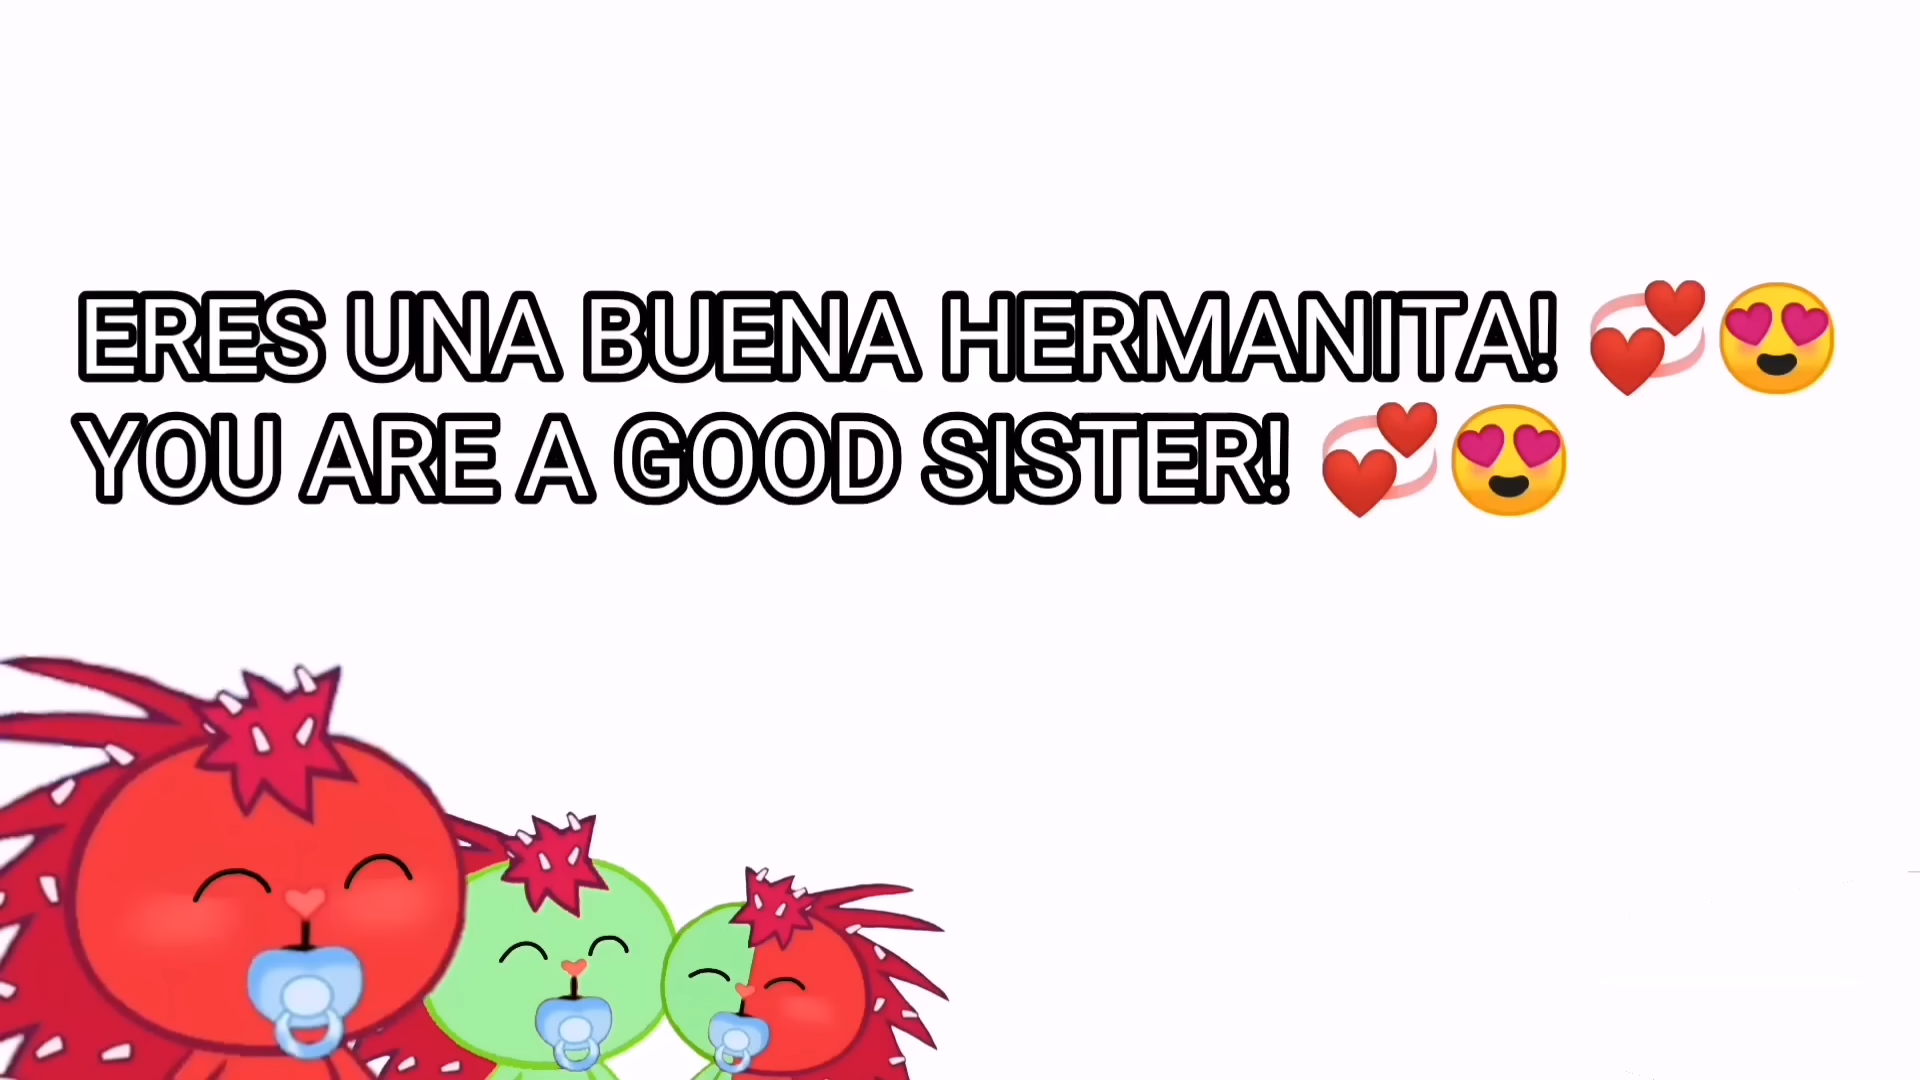 ERES UNA BUENA HERMANITA! 💞😍
YOU ARE A GOOD SISTER! 💞😍